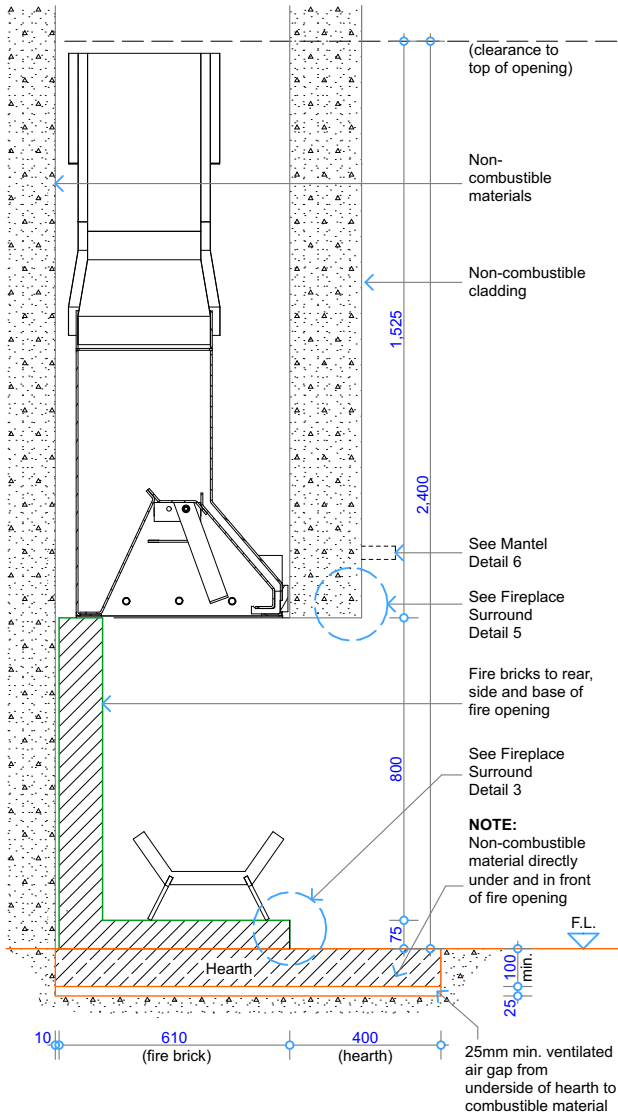 (clearance to
top of opening)
Non-
combustible
materials
Non-combustible
cladding
1,525
2,400
See Mantel
Detail 6
See Fireplace
Surround
Detail 5
Fire bricks to rear,
side and base of
fire opening
800
See Fireplace
Surround
Detail 3
NOTE:
Non-combustible
material directly
under and in front
of fire opening
F.L.
75
Hearth
100
min.
25
10
610
(fire brick)
400
(hearth)
25mm min. ventilated
air gap from
underside of hearth to
combustible material